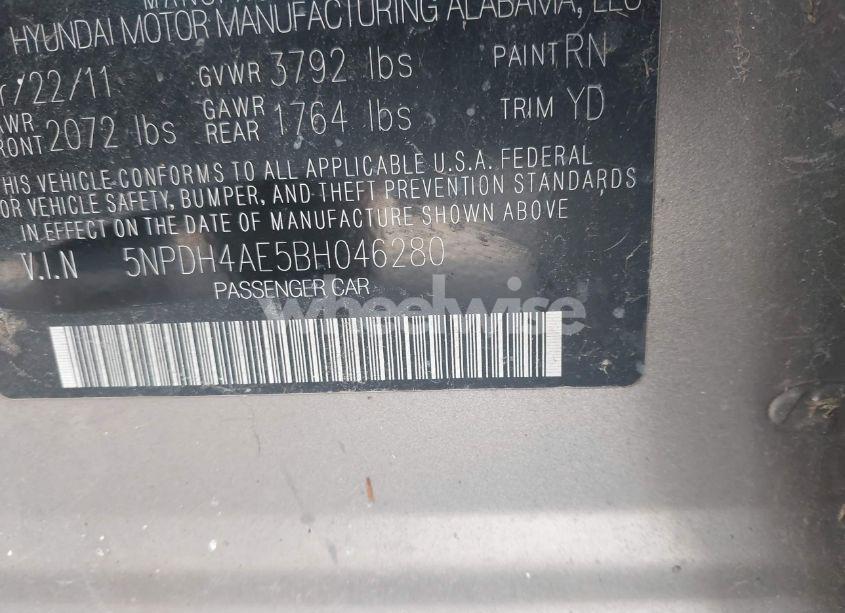 HYUNDAI MOTOR MANUFACTURING ALABAMA, LLC
/22/11 GVWR 3792 lbs PAINT RN
FRONT 2072 lbs GAWR REAR 1764 lbs TRIM YD
THIS VEHICLE CONFORMS TO ALL APPLICABLE U.S.A. FEDERAL
OR VEHICLE SAFETY, BUMPER, AND THEFT PREVENTION STANDARDS
IN EFFECT ON THE DATE OF MANUFACTURE SHOWN ABOVE
V.I.N 5NPDH4AE5BH046280
PASSENGER CAR
wheelwise